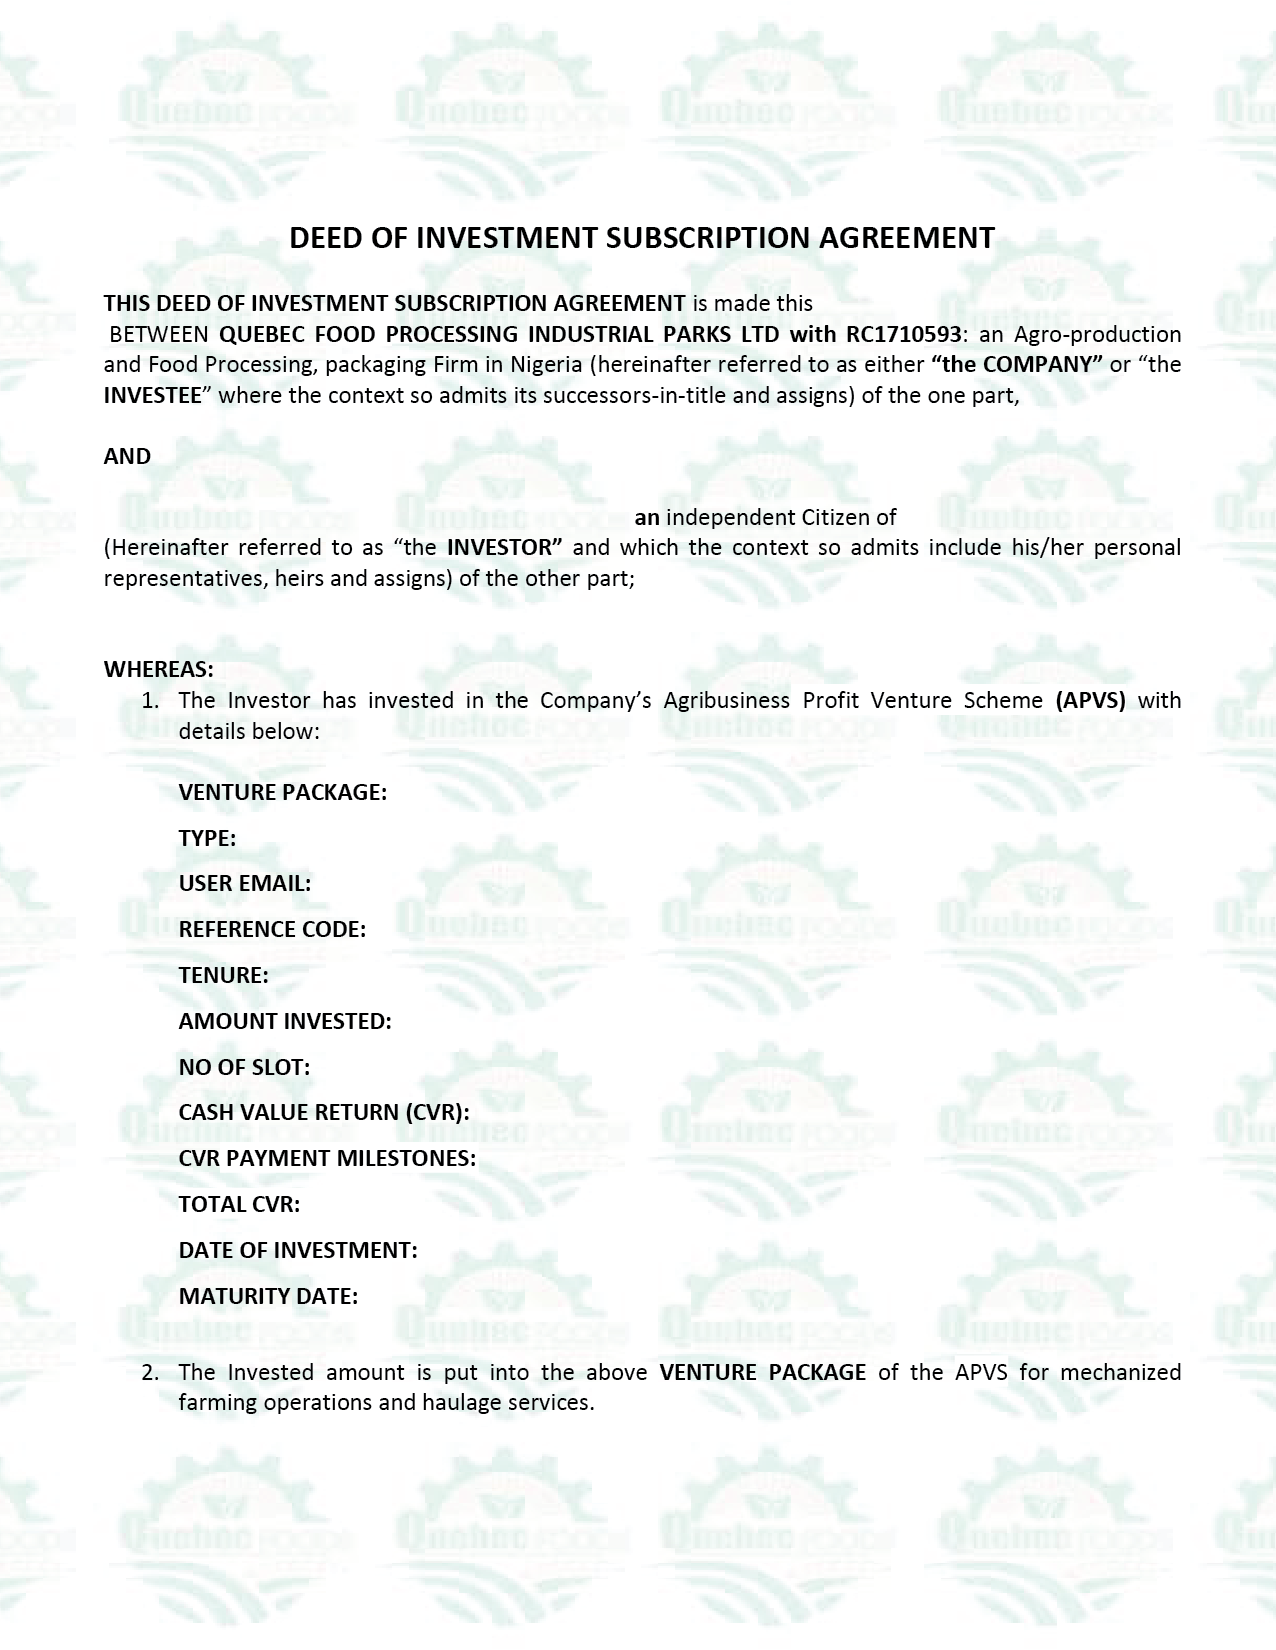 DEED OF INVESTMENT SUBSCRIPTION AGREEMENT
THIS DEED OF INVESTMENT SUBSCRIPTION AGREEMENT is made this
BETWEEN QUEBEC FOOD PROCESSING INDUSTRIAL PARKS LTD with RC1710593: an Agro-production
and Food Processing, packaging Firm in Nigeria (hereinafter referred to as either “the COMPANY” or “the
INVESTEE” where the context so admits its successors-in-title and assigns) of the one part,
AND
an independent Citizen of
(Hereinafter referred to as “the INVESTOR” and which the context so admits include his/her personal
representatives, heirs and assigns) of the other part;
WHEREAS:
1. The Investor has invested in the Company’s Agribusiness Profit Venture Scheme (APVS) with
details below:
VENTURE PACKAGE:
TYPE:
USER EMAIL:
REFERENCE CODE:
TENURE:
AMOUNT INVESTED:
NO OF SLOT:
CASH VALUE RETURN (CVR):
CVR PAYMENT MILESTONES:
TOTAL CVR:
DATE OF INVESTMENT:
MATURITY DATE:
2. The Invested amount is put into the above VENTURE PACKAGE of the APVS for mechanized
farming operations and haulage services.